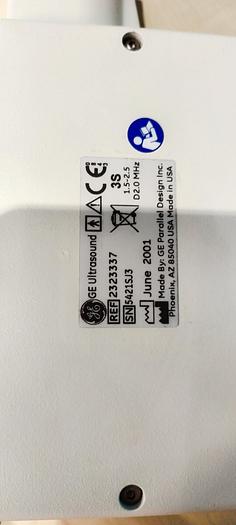 GE Ultrasound
3S
REF 2323337
1.5-2.5
SN 5421SJ3
D2.0 MHz
June 2001
Made By: GE Parallel Design Inc.
Phoenix, AZ 85040 USA Made in USA